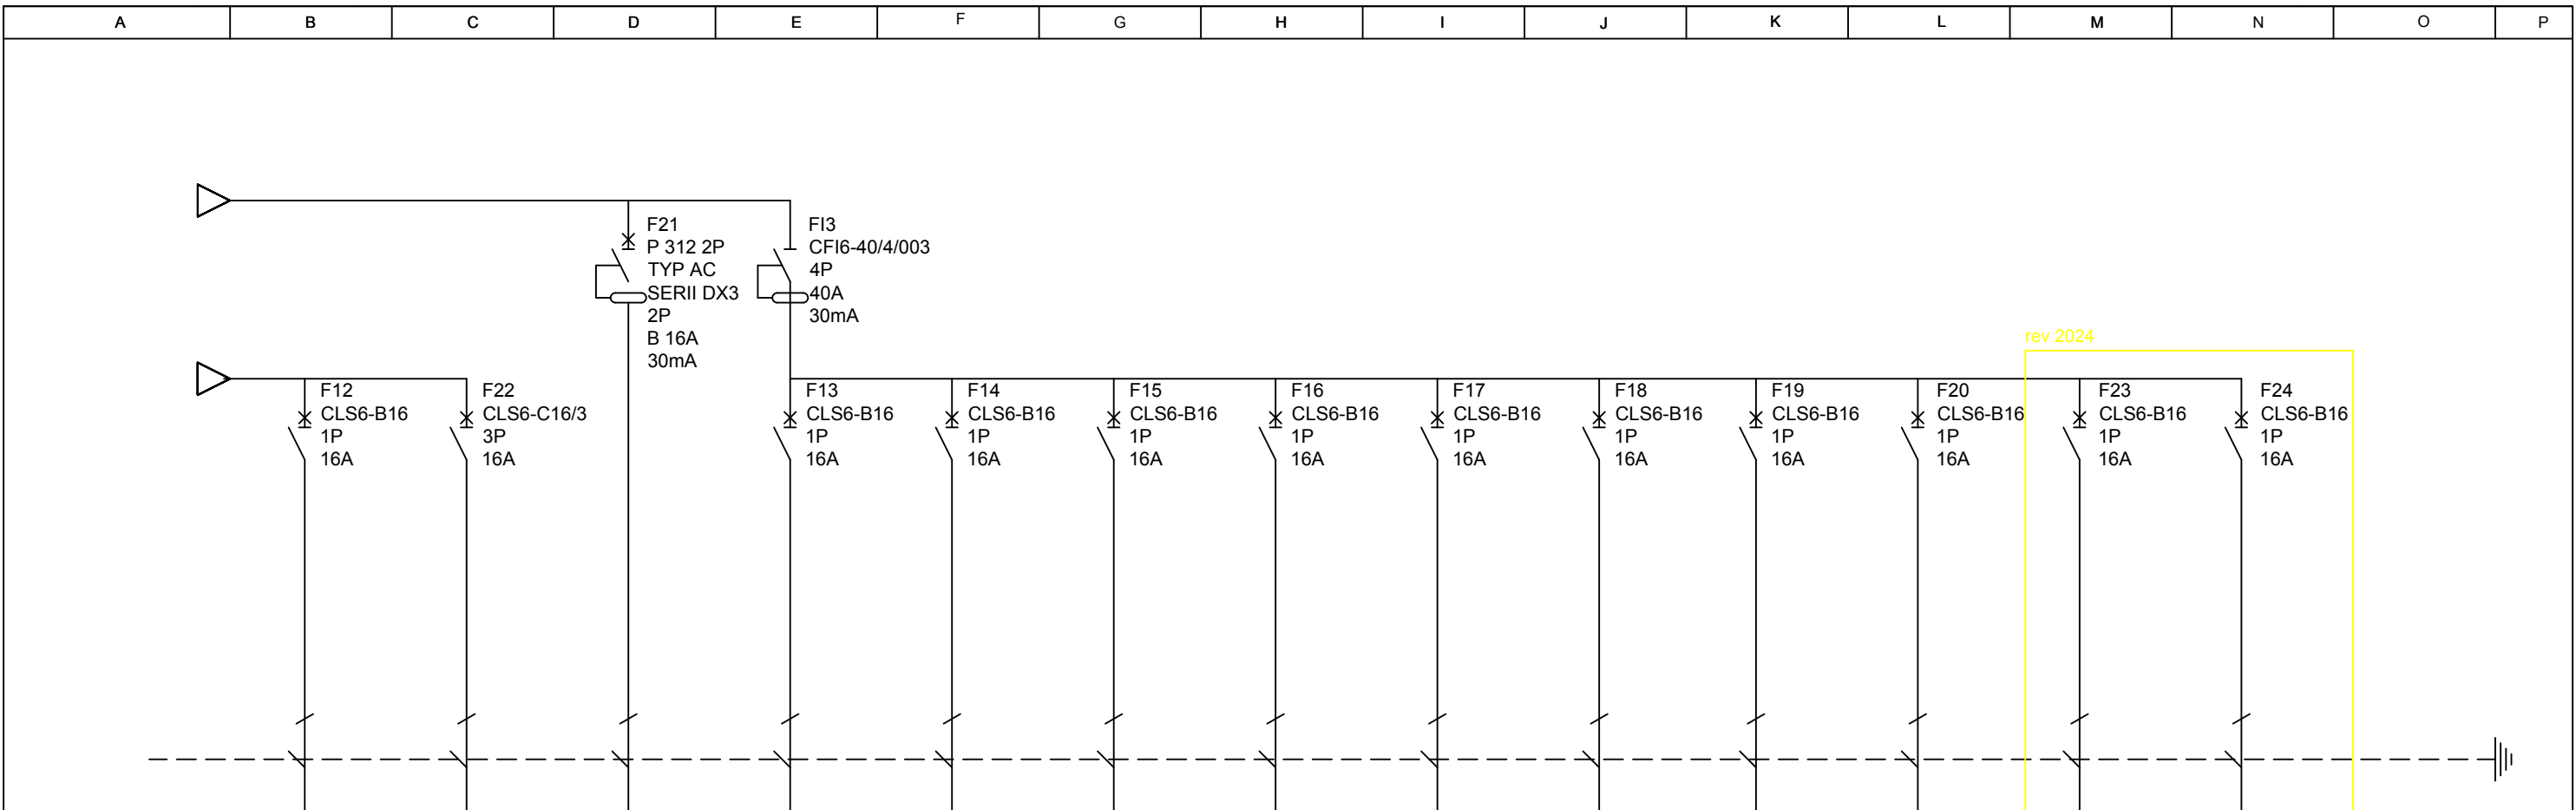 A B C D E F G H I J K L M N O P
F21
P 312 2P
TYP AC
SERII DX3
2P
B 16A
30mA
FI3
CFI6-40/4/003
4P
40A
30mA
rev 2024
F12
CLS6-B16
1P
16A
F22
CLS6-C16/3
3P
16A
F13
CLS6-B16
1P
16A
F14
CLS6-B16
1P
16A
F15
CLS6-B16
1P
16A
F16
CLS6-B16
1P
16A
F17
CLS6-B16
1P
16A
F18
CLS6-B16
1P
16A
F19
CLS6-B16
1P
16A
F20
CLS6-B16
1P
16A
F23
CLS6-B16
1P
16A
F24
CLS6-B16
1P
16A